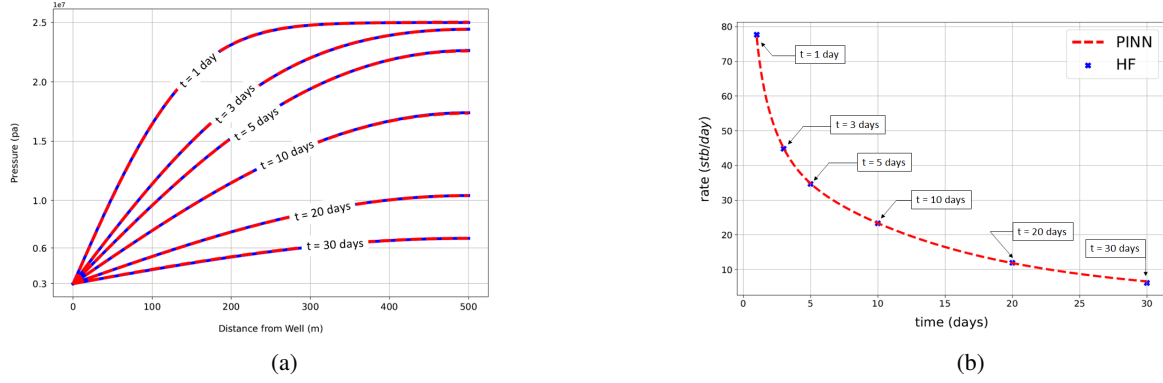 1e7
2.5
2.0
1.5
1.0
0.6
0.3
Pressure (pa)
t = 1 day
t = 3 days
t = 5 days
t = 10 days
t = 20 days
t = 30 days
0 100 200 300 400 500
Distance from Well (m)
(a)
80
70
60
50
40
30
20
10
rate (stb/day)
PINN
HF
t = 1 day
t = 3 days
t = 5 days
t = 10 days
t = 20 days
t = 30 days
0 5 10 15 20 25 30
time (days)
(b)